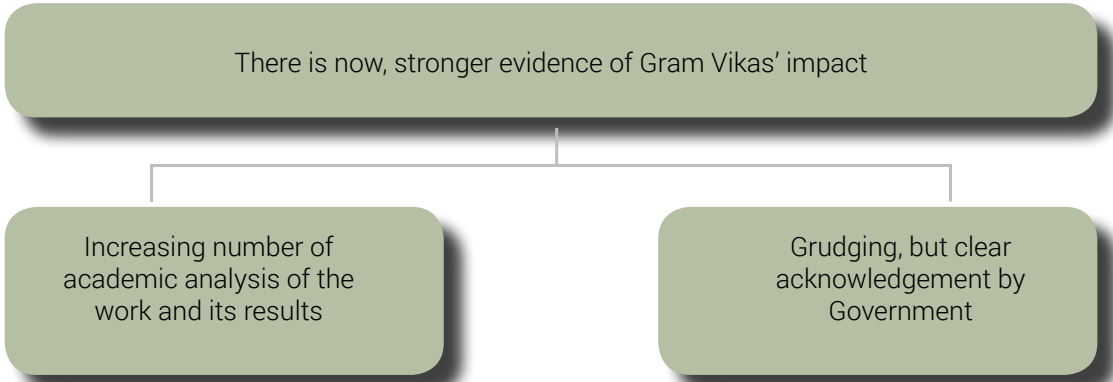 There is now, stronger evidence of Gram Vikas’ impact
Increasing number of
academic analysis of the
work and its results
Grudging, but clear
acknowledgement by
Government